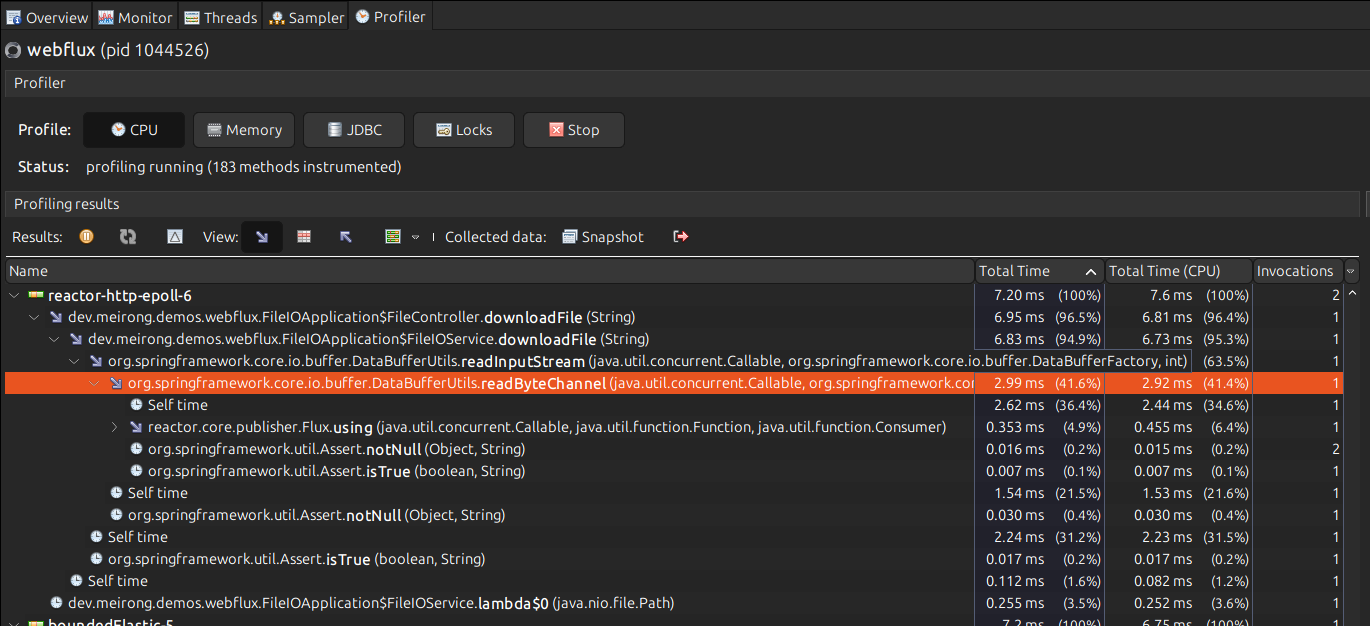 Overview Monitor Threads Sampler Profiler
webflux (pid 1044526)
Profiler
Profile: CPU Memory JDBC Locks Stop
Status: profiling running (183 methods instrumented)
Profiling results
Results: View: Collected data: Snapshot
Name Total Time Total Time (CPU) Invocations
reactor-http-epoll-6 7.20 ms (100%) 7.6 ms (100%) 2
dev.meirong.demos.webflux.FileIOApplication$FileController.downloadFile (String) 6.95 ms (96.5%) 6.81 ms (96.4%) 1
dev.meirong.demos.webflux.FileIOApplication$FileIOService.downloadFile (String) 6.83 ms (94.9%) 6.73 ms (95.3%) 1
org.springframework.core.io.buffer.DataBufferUtils.readInputStream (java.util.concurrent.Callable, org.springframework.core.io.buffer.DataBufferFactory, int) (63.5%) 1
org.springframework.core.io.buffer.DataBufferUtils.readByteChannel (java.util.concurrent.Callable, org.springframework.co 2.99 ms (41.6%) 2.92 ms (41.4%) 1
Self time 2.62 ms (36.4%) 2.44 ms (34.6%) 1
reactor.core.publisher.Flux.using (java.util.concurrent.Callable, java.util.function.Function, java.util.function.Consumer) 0.353 ms (4.9%) 0.455 ms (6.4%) 1
org.springframework.util.Assert.notNull (Object, String) 0.016 ms (0.2%) 0.015 ms (0.2%) 2
org.springframework.util.Assert.isTrue (boolean, String) 0.007 ms (0.1%) 0.007 ms (0.1%) 1
Self time 1.54 ms (21.5%) 1.53 ms (21.6%) 1
org.springframework.util.Assert.notNull (Object, String) 0.030 ms (0.4%) 0.030 ms (0.4%) 1
Self time 2.24 ms (31.2%) 2.23 ms (31.5%) 1
org.springframework.util.Assert.isTrue (boolean, String) 0.017 ms (0.2%) 0.017 ms (0.2%) 1
Self time 0.112 ms (1.6%) 0.082 ms (1.2%) 1
dev.meirong.demos.webflux.FileIOApplication$FileIOService.lambda$0 (java.nio.file.Path) 0.255 ms (3.5%) 0.252 ms (3.6%) 1
boundedElastic-5 7.2 ms (100%) 6.75 ms (100%) 1